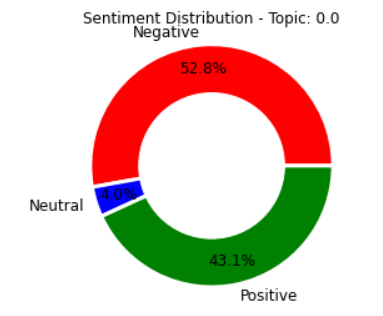 Sentiment Distribution - Topic: 0.0
Negative
52.8%
4.0%
Neutral
43.1%
Positive